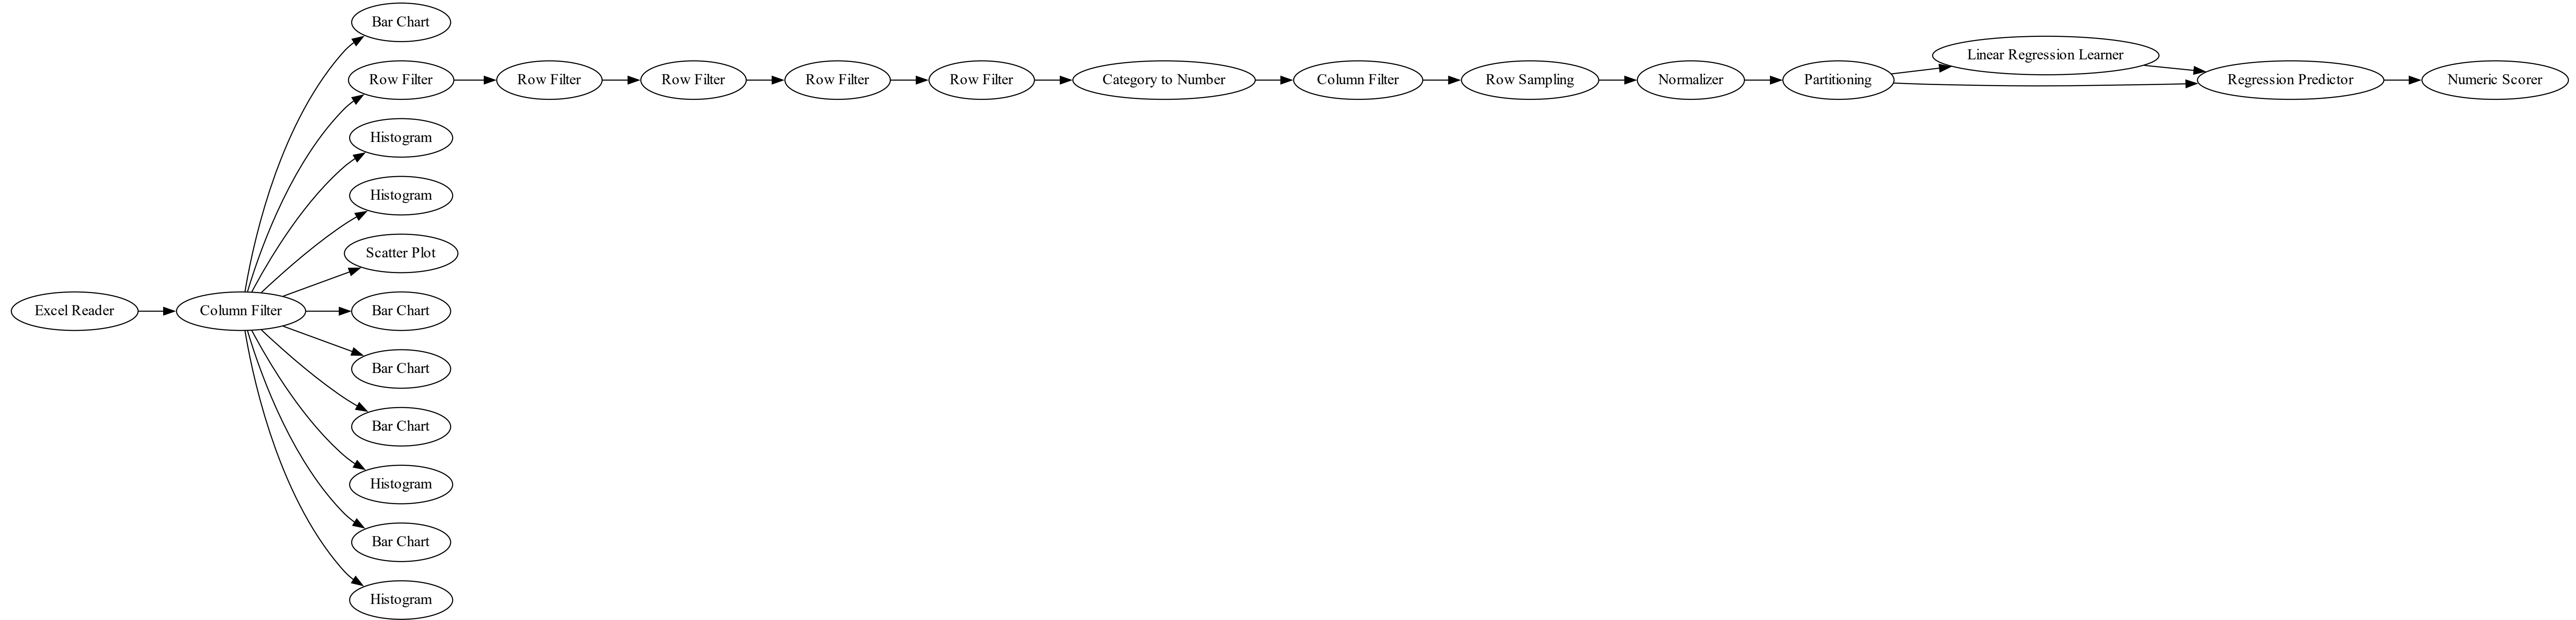 Bar Chart
Row Filter
Row Filter
Row Filter
Row Filter
Row Filter
Category to Number
Column Filter
Row Sampling
Normalizer
Partitioning
Linear Regression Learner
Regression Predictor
Numeric Scorer
Histogram
Histogram
Scatter Plot
Excel Reader
Column Filter
Bar Chart
Bar Chart
Bar Chart
Histogram
Bar Chart
Histogram